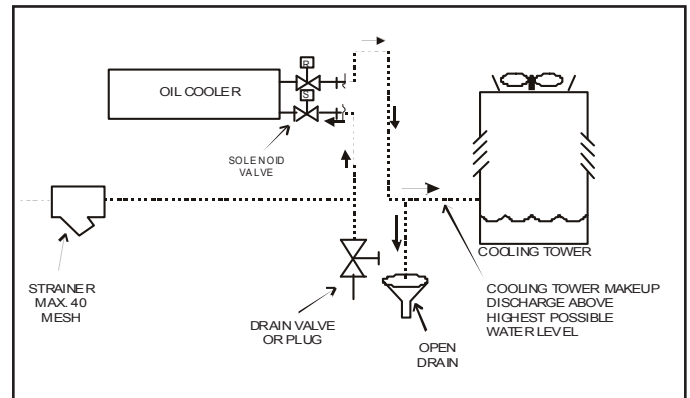 R
OIL COOLER
S
SOLENOID
VALVE
COOLING TOWER
STRAINER
MAX. 40
MESH
DRAIN VALVE
OR PLUG
OPEN
DRAIN
COOLING TOWER MAKEUP
DISCHARGE ABOVE
HIGHEST POSSIBLE
WATER LEVEL